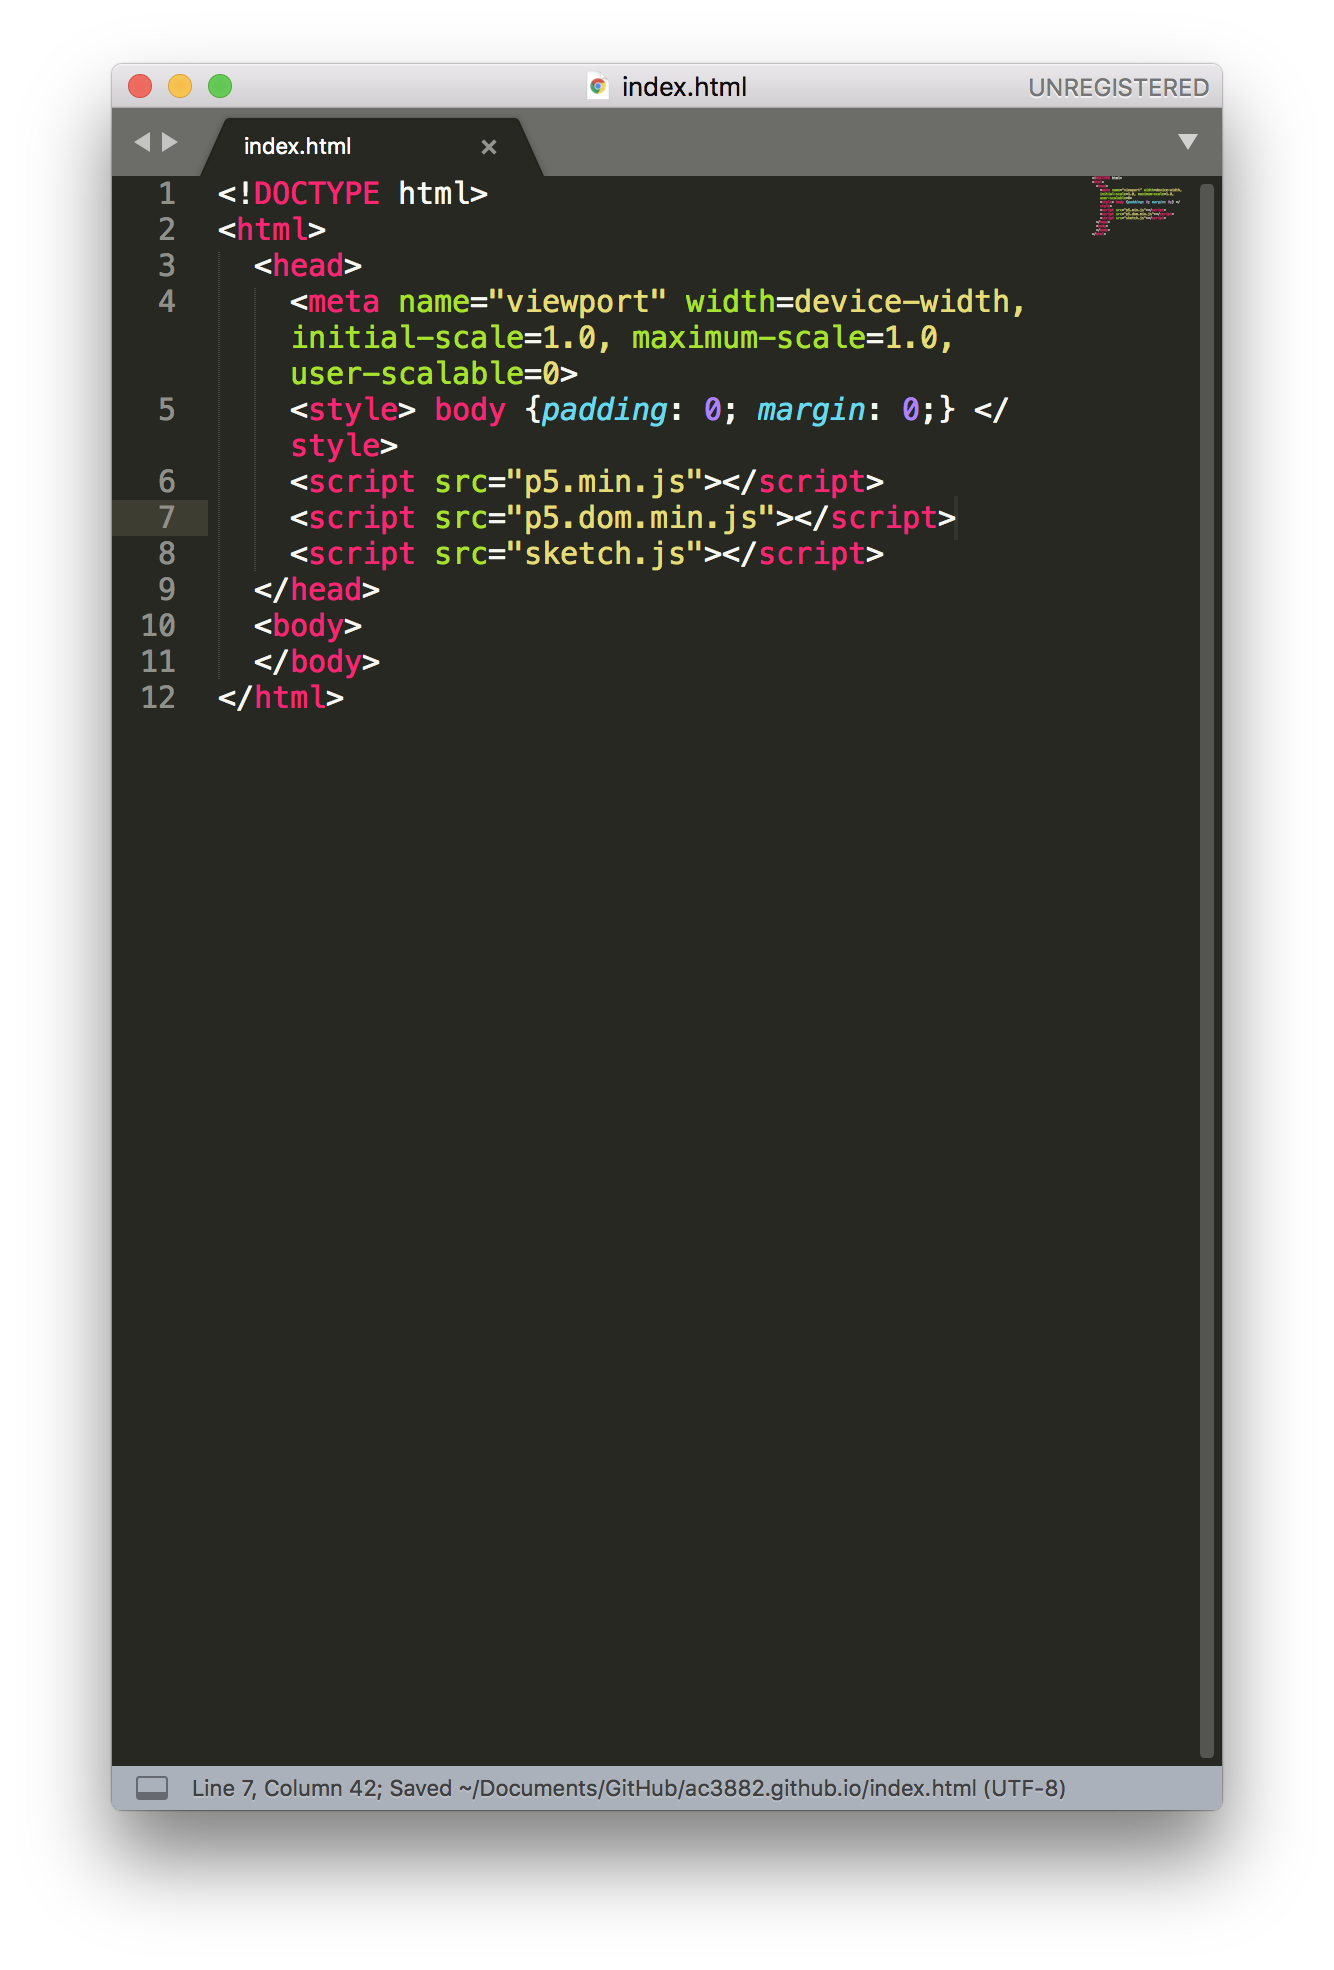 index.html
UNREGISTERED
index.html
1 <!DOCTYPE html>
2 <html>
3 <head>
4 <meta name="viewport" width=device-width,
initial-scale=1.0, maximum-scale=1.0,
user-scalable=0>
5 <style> body {padding: 0; margin: 0;} </
style>
6 <script src="p5.min.js"></script>
7 <script src="p5.dom.min.js"></script>
8 <script src="sketch.js"></script>
9 </head>
10 <body>
11 </body>
12 </html>
Line 7, Column 42; Saved ~/Documents/GitHub/ac3882.github.io/index.html (UTF-8)